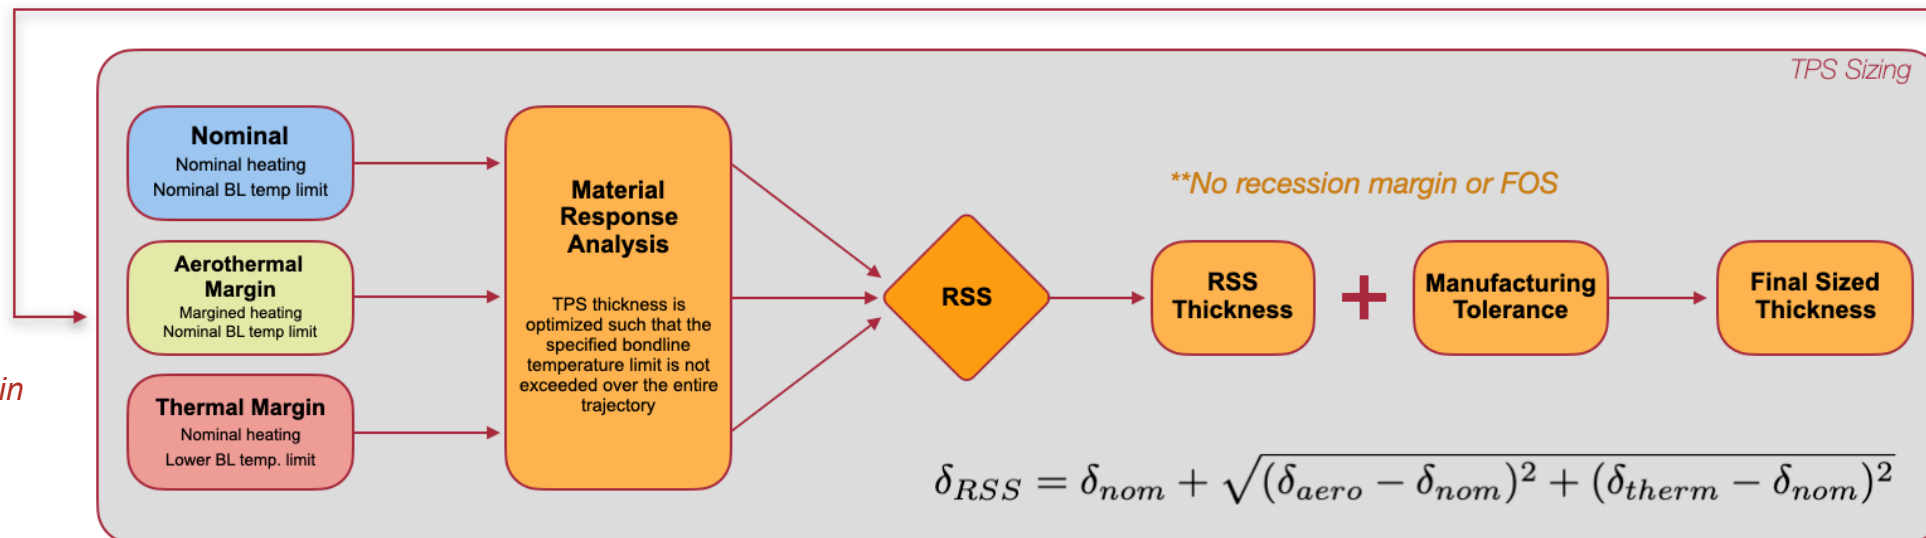 TPS Sizing
Nominal
Nominal heating
Nominal BL temp limit
Aerothermal
Margin
Margined heating
Nominal BL temp limit
Thermal Margin
Nominal heating
Lower BL temp. limit
in
Material
Response
Analysis
TPS thickness is
optimized such that the
specified bondline
temperature limit is not
exceeded over the entire
trajectory
RSS
**No recession margin or FOS
RSS
Thickness
+
Manufacturing
Tolerance
Final Sized
Thickness
δ_RSS = δ_nom + √((δ_aero − δ_nom)² + (δ_therm − δ_nom)²)